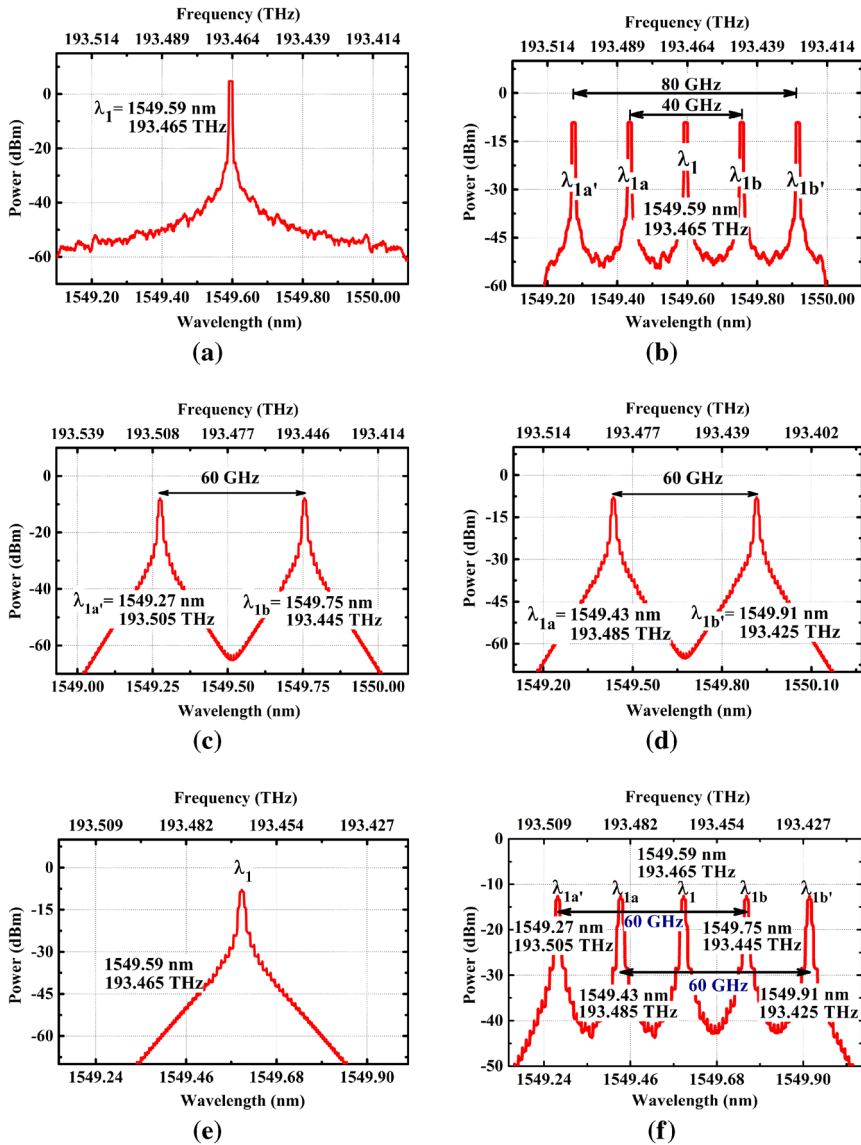 Frequency (THz)
193.514 193.489 193.464 193.439 193.414
Power (dBm)
0
-20
-40
-60
λ1= 1549.59 nm
193.465 THz
1549.20 1549.40 1549.60 1549.80 1550.00
Wavelength (nm)
(a)
Frequency (THz)
193.514 193.489 193.464 193.439 193.414
Power (dBm)
0
-15
-30
-45
-60
80 GHz
40 GHz
λ1a' λ1a λ1 λ1b λ1b'
1549.59 nm
193.465 THz
1549.20 1549.40 1549.60 1549.80 1550.00
Wavelength (nm)
(b)
Frequency (THz)
193.539 193.508 193.477 193.446 193.414
Power (dBm)
0
-20
-40
-60
60 GHz
λ1a'= 1549.27 nm
193.505 THz
λ1b= 1549.75 nm
193.445 THz
1549.00 1549.25 1549.50 1549.75 1550.00
Wavelength (nm)
(c)
Frequency (THz)
193.514 193.477 193.439 193.402
Power (dBm)
0
-15
-30
-45
-60
60 GHz
λ1a= 1549.43 nm
193.485 THz
λ1b'= 1549.91 nm
193.425 THz
1549.20 1549.50 1549.80 1550.10
Wavelength (nm)
(d)
Frequency (THz)
193.509 193.482 193.454 193.427
Power (dBm)
0
-15
-30
-45
-60
λ1
1549.59 nm
193.465 THz
1549.24 1549.46 1549.68 1549.90
Wavelength (nm)
(e)
Frequency (THz)
193.509 193.482 193.454 193.427
Power (dBm)
0
-10
-20
-30
-40
-50
1549.59 nm
193.465 THz
λ1a' λ1a λ1 λ1b λ1b'
60 GHz
1549.27 nm
193.505 THz
1549.75 nm
193.445 THz
60 GHz
1549.43 nm
193.485 THz
1549.91 nm
193.425 THz
1549.24 1549.46 1549.68 1549.90
Wavelength (nm)
(f)